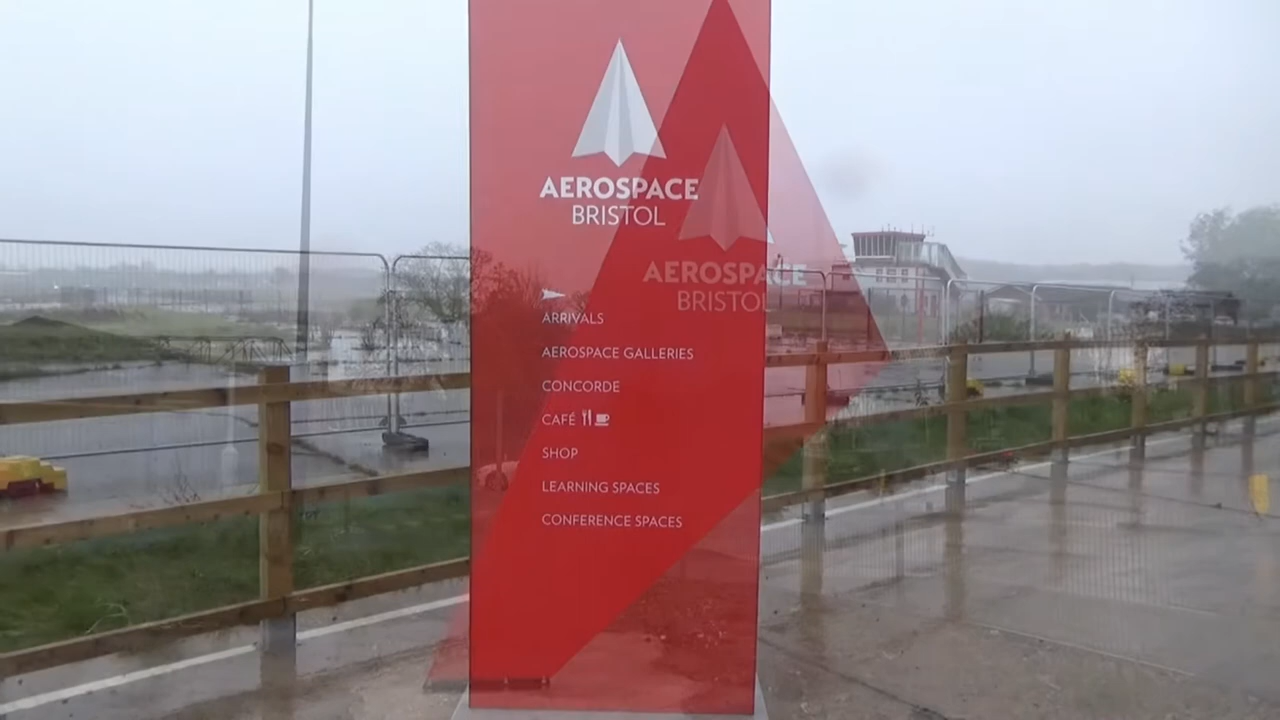 AEROSPACE
BRISTOL
AEROSPACE
BRISTOL
ARRIVALS
AEROSPACE GALLERIES
CONCORDE
CAFÉ
SHOP
LEARNING SPACES
CONFERENCE SPACES